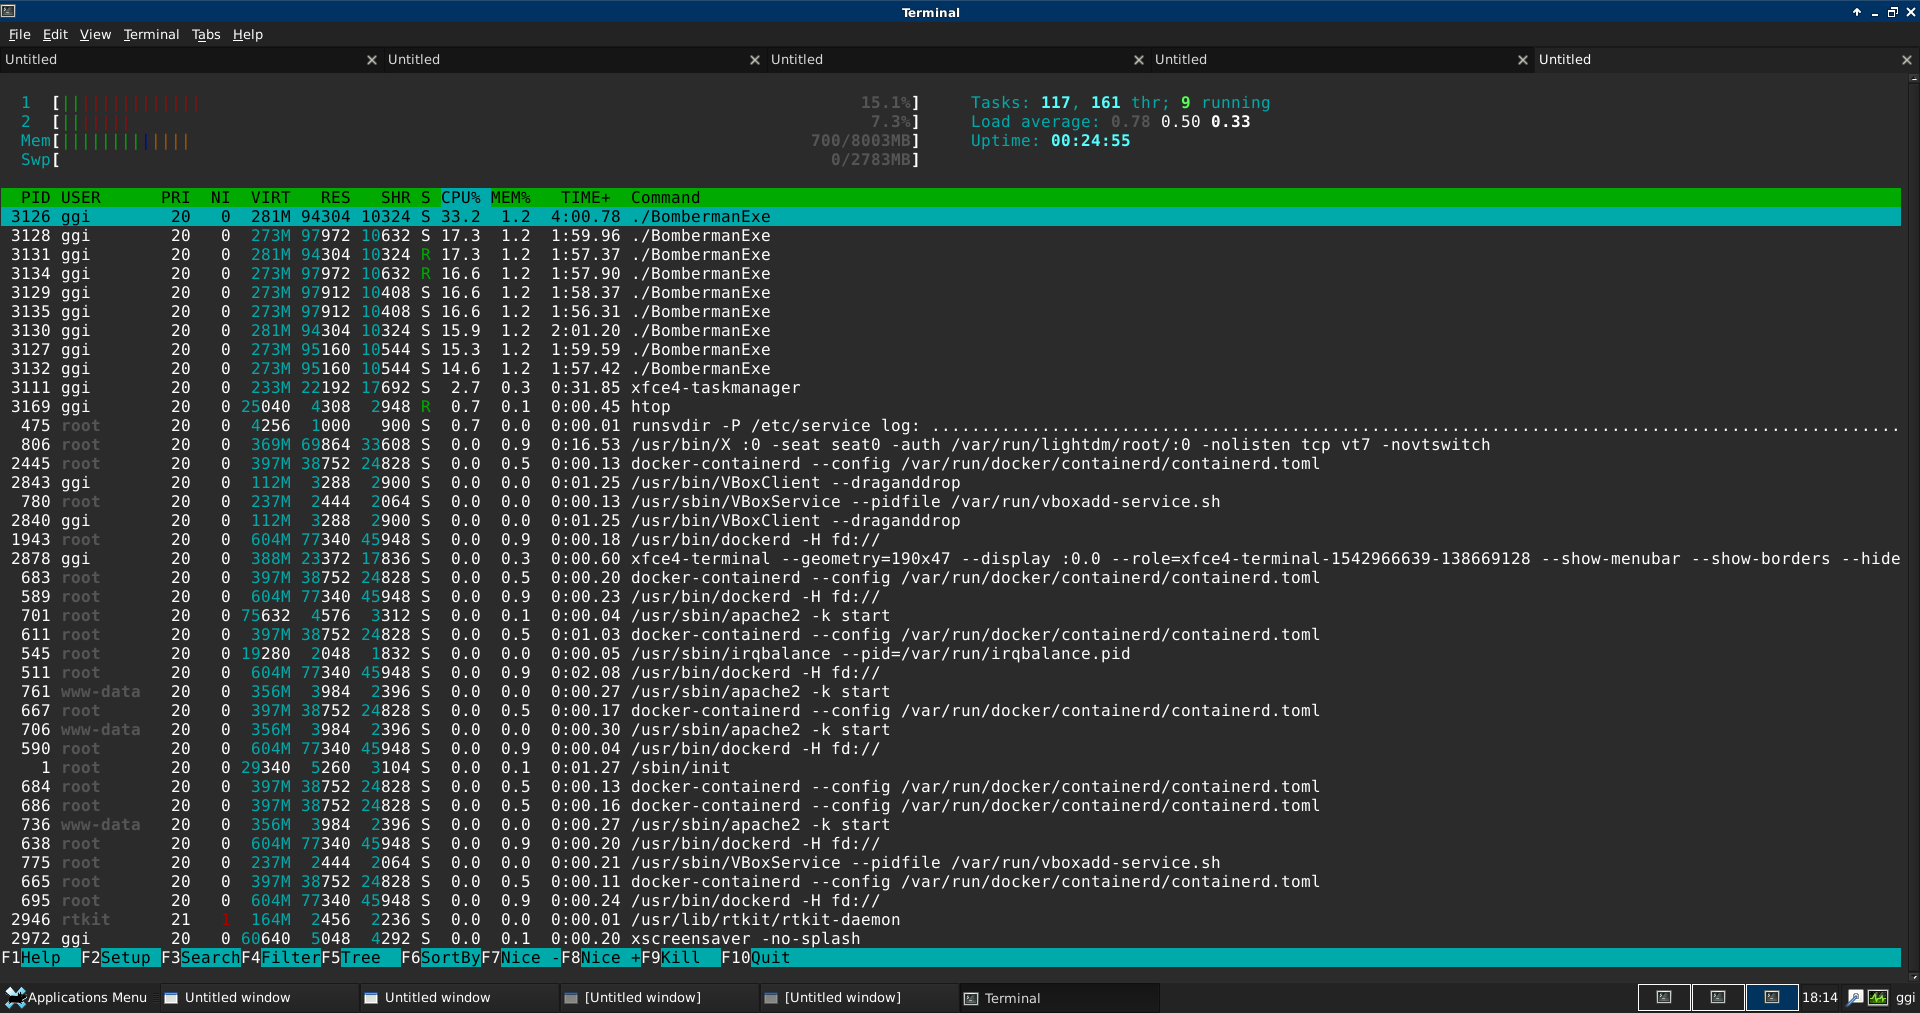 Terminal
File Edit View Terminal Tabs Help
Untitled Untitled Untitled Untitled Untitled
1 [|||||||||||||| 15.1%] Tasks: 117, 161 thr; 9 running
2 [||||||| 7.3%] Load average: 0.78 0.50 0.33
Mem[||||||||||||| 700/8003MB] Uptime: 00:24:55
Swp[ 0/2783MB]
PID USER PRI NI VIRT RES SHR S CPU% MEM% TIME+ Command
3126 ggi 20 0 281M 94304 10324 S 33.2 1.2 4:00.78 ./BombermanExe
3128 ggi 20 0 273M 97972 10632 S 17.3 1.2 1:59.96 ./BombermanExe
3131 ggi 20 0 281M 94304 10324 R 17.3 1.2 1:57.37 ./BombermanExe
3134 ggi 20 0 273M 97972 10632 R 16.6 1.2 1:57.90 ./BombermanExe
3129 ggi 20 0 273M 97912 10408 S 16.6 1.2 1:58.37 ./BombermanExe
3135 ggi 20 0 273M 97912 10408 S 16.6 1.2 1:56.31 ./BombermanExe
3130 ggi 20 0 281M 94304 10324 S 15.9 1.2 2:01.20 ./BombermanExe
3127 ggi 20 0 273M 95160 10544 S 15.3 1.2 1:59.59 ./BombermanExe
3132 ggi 20 0 273M 95160 10544 S 14.6 1.2 1:57.42 ./BombermanExe
3111 ggi 20 0 233M 22192 17692 S 2.7 0.3 0:31.85 xfce4-taskmanager
3169 ggi 20 0 25040 4308 2948 R 0.7 0.1 0:00.45 htop
475 root 20 0 4256 1000 900 S 0.7 0.0 0:00.01 runsvdir -P /etc/service log: .................................................................................................
806 root 20 0 369M 69864 33608 S 0.0 0.9 0:16.53 /usr/bin/X :0 -seat seat0 -auth /var/run/lightdm/root/:0 -nolisten tcp vt7 -novtswitch
2445 root 20 0 397M 38752 24828 S 0.0 0.5 0:00.13 docker-containerd --config /var/run/docker/containerd/containerd.toml
2843 ggi 20 0 112M 3288 2900 S 0.0 0.0 0:01.25 /usr/bin/VBoxClient --draganddrop
780 root 20 0 237M 2444 2064 S 0.0 0.0 0:00.13 /usr/sbin/VBoxService --pidfile /var/run/vboxadd-service.sh
2840 ggi 20 0 112M 3288 2900 S 0.0 0.0 0:01.25 /usr/bin/VBoxClient --draganddrop
1943 root 20 0 604M 77340 45948 S 0.0 0.9 0:00.18 /usr/bin/dockerd -H fd://
2878 ggi 20 0 388M 23372 17836 S 0.0 0.3 0:00.60 xfce4-terminal --geometry=190x47 --display :0.0 --role=xfce4-terminal-1542966639-138669128 --show-menubar --show-borders --hide
683 root 20 0 397M 38752 24828 S 0.0 0.5 0:00.20 docker-containerd --config /var/run/docker/containerd/containerd.toml
589 root 20 0 604M 77340 45948 S 0.0 0.9 0:00.23 /usr/bin/dockerd -H fd://
701 root 20 0 75632 4576 3312 S 0.0 0.1 0:00.04 /usr/sbin/apache2 -k start
611 root 20 0 397M 38752 24828 S 0.0 0.5 0:01.03 docker-containerd --config /var/run/docker/containerd/containerd.toml
545 root 20 0 19280 2048 1832 S 0.0 0.0 0:00.05 /usr/sbin/irqbalance --pid=/var/run/irqbalance.pid
511 root 20 0 604M 77340 45948 S 0.0 0.9 0:02.08 /usr/bin/dockerd -H fd://
761 www-data 20 0 356M 3984 2396 S 0.0 0.0 0:00.27 /usr/sbin/apache2 -k start
667 root 20 0 397M 38752 24828 S 0.0 0.5 0:00.17 docker-containerd --config /var/run/docker/containerd/containerd.toml
706 www-data 20 0 356M 3984 2396 S 0.0 0.0 0:00.30 /usr/sbin/apache2 -k start
590 root 20 0 604M 77340 45948 S 0.0 0.9 0:00.04 /usr/bin/dockerd -H fd://
1 root 20 0 29340 5260 3104 S 0.0 0.1 0:01.27 /sbin/init
684 root 20 0 397M 38752 24828 S 0.0 0.5 0:00.13 docker-containerd --config /var/run/docker/containerd/containerd.toml
686 root 20 0 397M 38752 24828 S 0.0 0.5 0:00.16 docker-containerd --config /var/run/docker/containerd/containerd.toml
736 www-data 20 0 356M 3984 2396 S 0.0 0.0 0:00.27 /usr/sbin/apache2 -k start
638 root 20 0 604M 77340 45948 S 0.0 0.9 0:00.20 /usr/bin/dockerd -H fd://
775 root 20 0 237M 2444 2064 S 0.0 0.0 0:00.21 /usr/sbin/VBoxService --pidfile /var/run/vboxadd-service.sh
665 root 20 0 397M 38752 24828 S 0.0 0.5 0:00.11 docker-containerd --config /var/run/docker/containerd/containerd.toml
695 root 20 0 604M 77340 45948 S 0.0 0.9 0:00.24 /usr/bin/dockerd -H fd://
2946 rtkit 21 1 164M 2456 2236 S 0.0 0.0 0:00.01 /usr/lib/rtkit/rtkit-daemon
2972 ggi 20 0 60640 5048 4292 S 0.0 0.1 0:00.20 xscreensaver -no-splash
F1Help F2Setup F3SearchF4FilterF5Tree F6SortByF7Nice -F8Nice +F9Kill F10Quit
Applications Menu Untitled window Untitled window [Untitled window] [Untitled window] Terminal 18:14 ggi